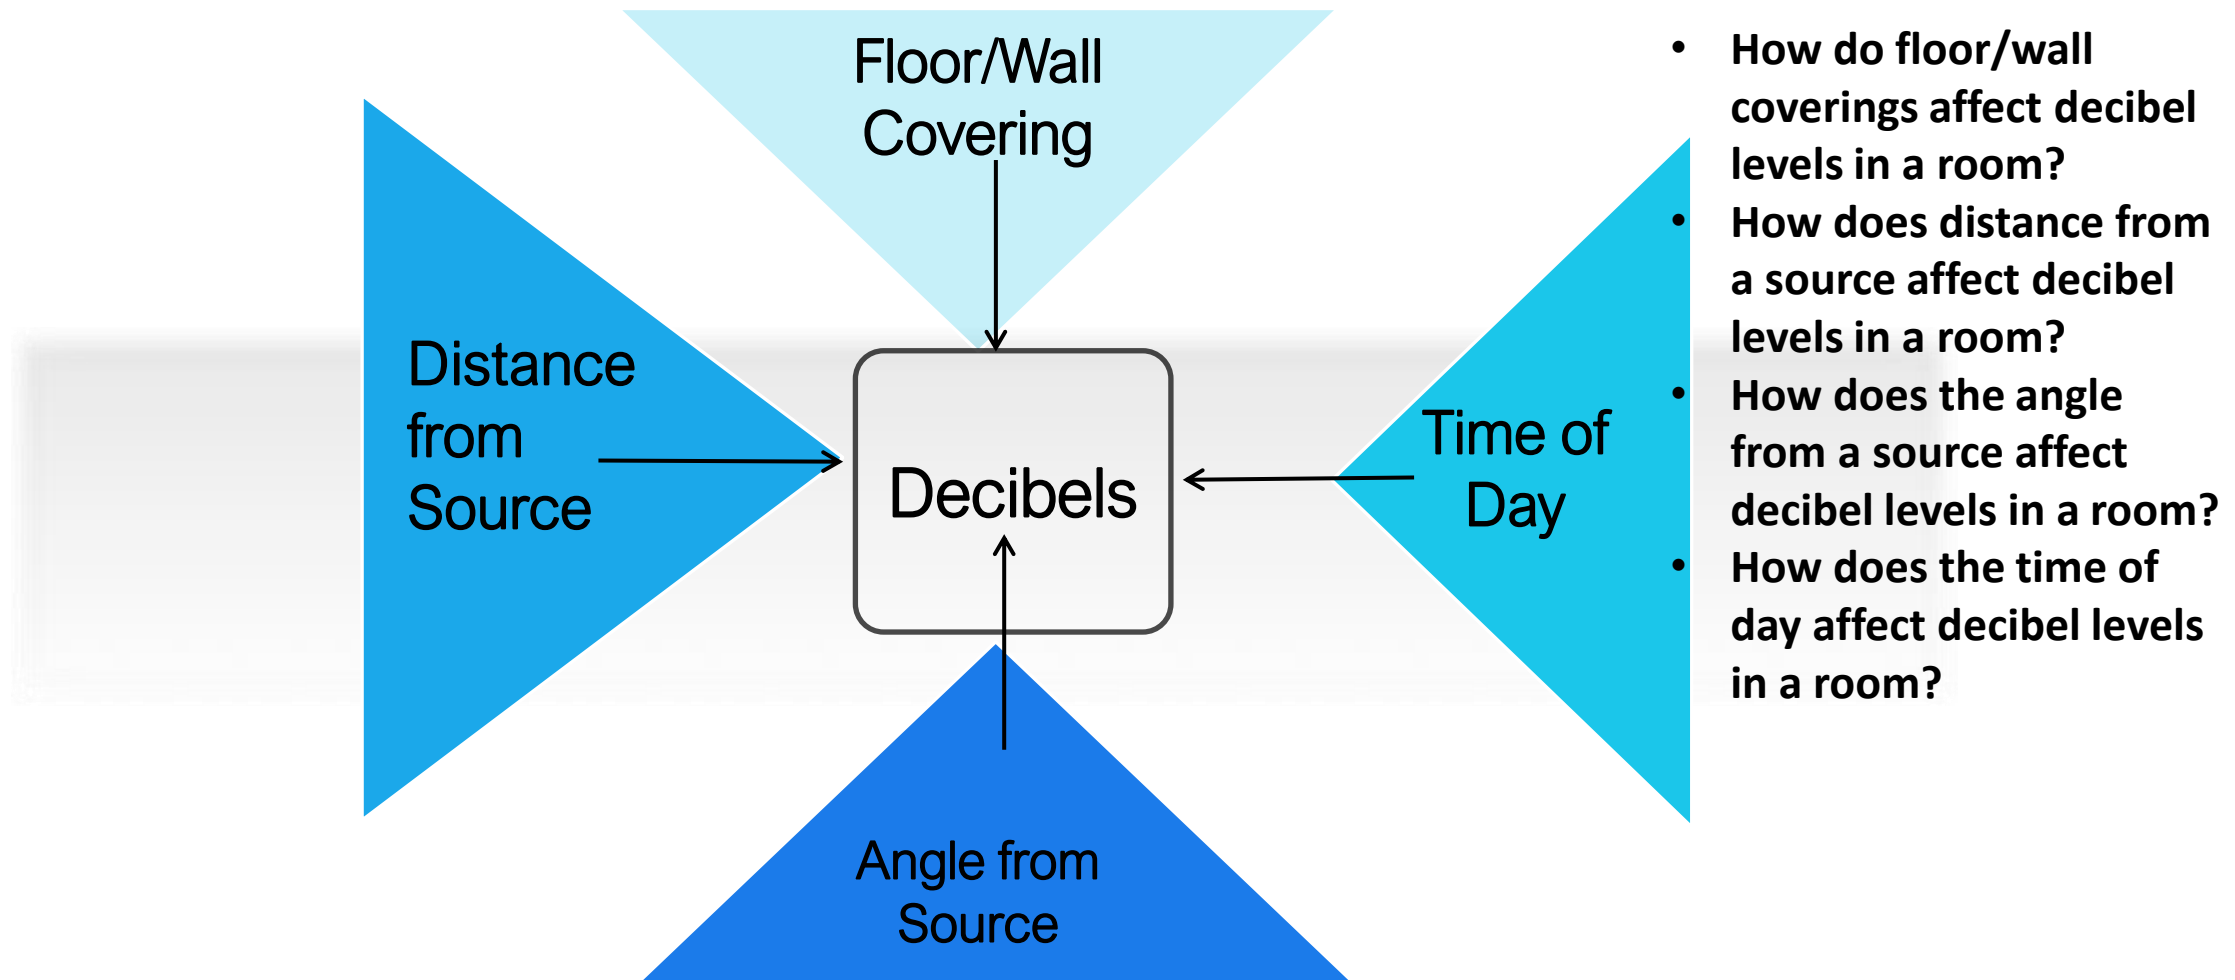 Floor/Wall
Covering
Distance
from
Source
Decibels
Time of
Day
Angle from
Source
• How do floor/wall
coverings affect decibel
levels in a room?
• How does distance from
a source affect decibel
levels in a room?
• How does the angle
from a source affect
decibel levels in a room?
• How does the time of
day affect decibel levels
in a room?